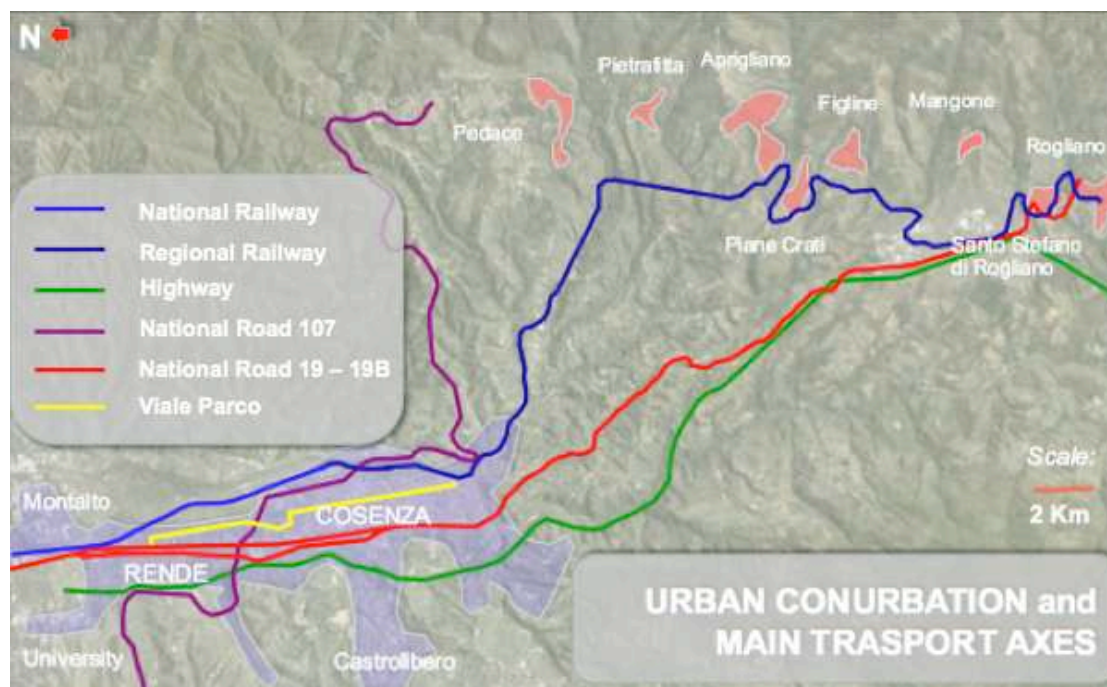 N
Pietrafitta
Aprigliano
Figline
Mangone
Pedace
Rogliano
National Railway
Regional Railway
Highway
National Road 107
National Road 19 – 19B
Viale Parco
Piane Crati
Santo Stefano
di Rogliano
Scale:
2 Km
Montalto
COSENZA
RENDE
University
Castrolibero
URBAN CONURBATION and
MAIN TRASPORT AXES